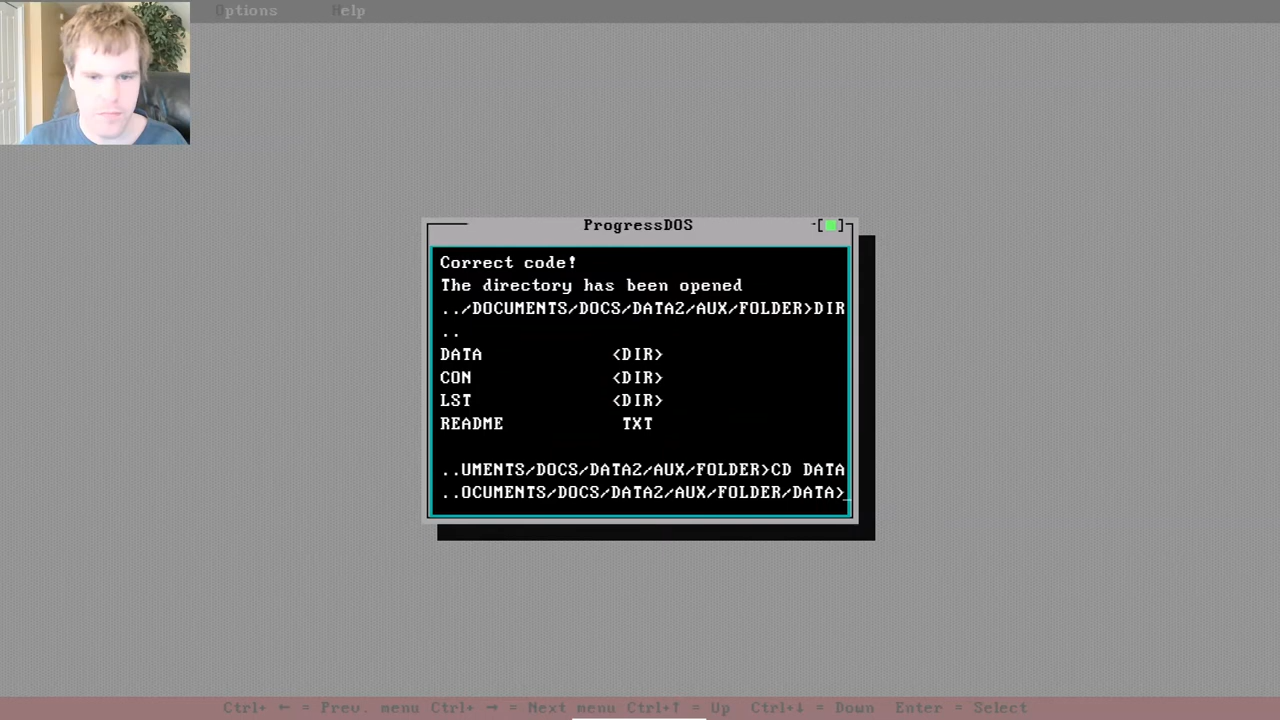 Options Help
ProgressDOS
Correct code!
The directory has been opened
../DOCUMENTS/DOCS/DATA2/AUX/FOLDER>DIR
..
DATA <DIR>
CON <DIR>
LST <DIR>
README TXT
..UMENTS/DOCS/DATA2/AUX/FOLDER>CD DATA
..OCUMENTS/DOCS/DATA2/AUX/FOLDER/DATA>_
Ctrl+ ← = Prev. menu Ctrl+ → = Next menu Ctrl+↑ = Up Ctrl+↓ = Down Enter = Select